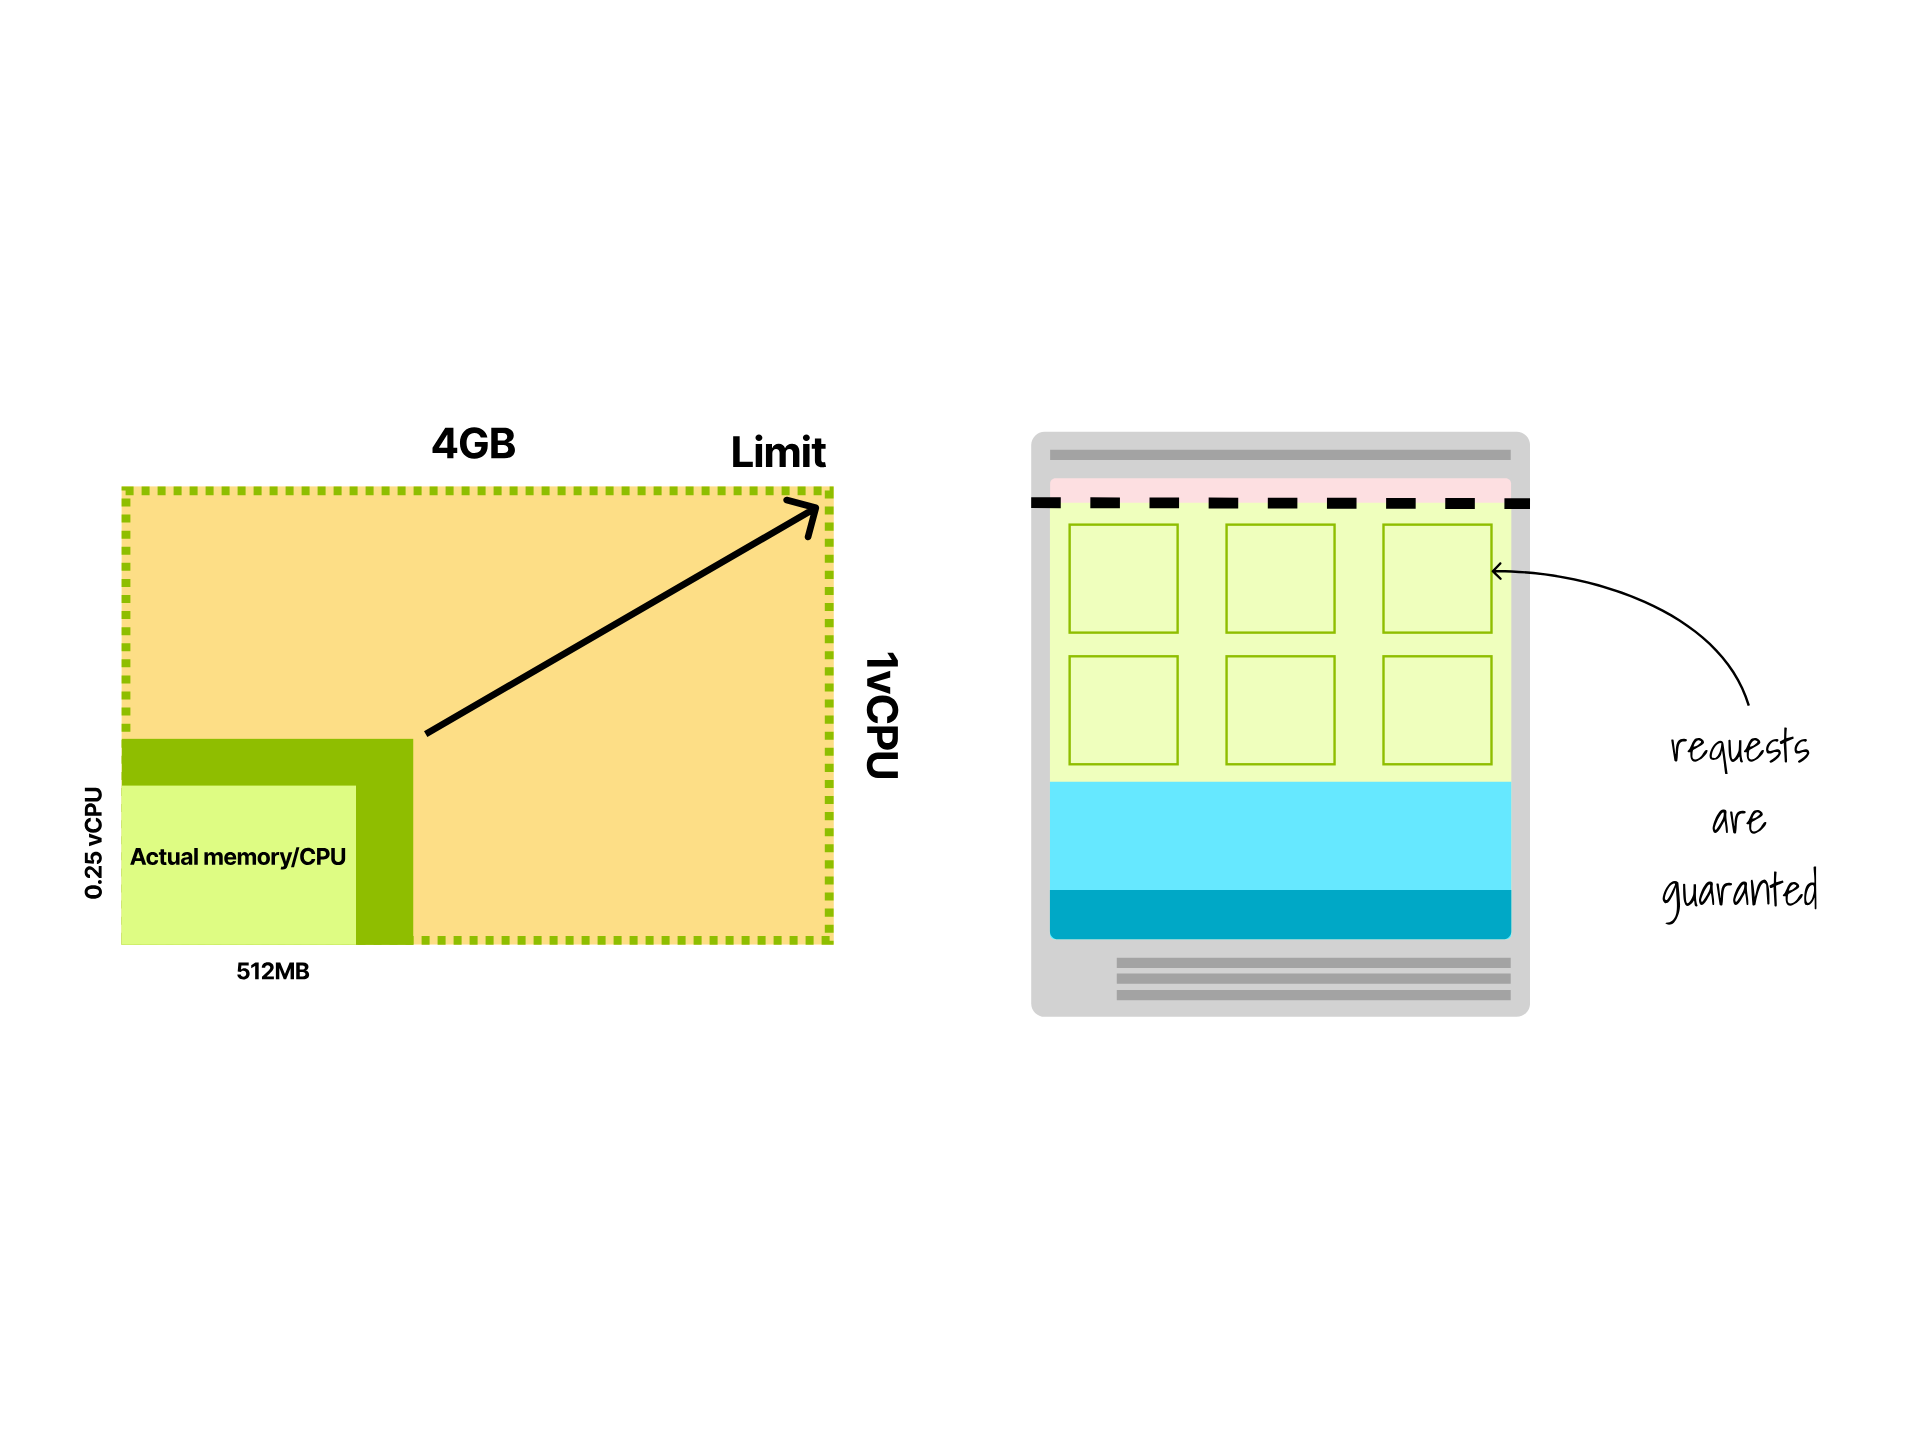 4GB
Limit
1vCPU
0.25 vCPU
Actual memory/CPU
512MB
requests
are
guaranted